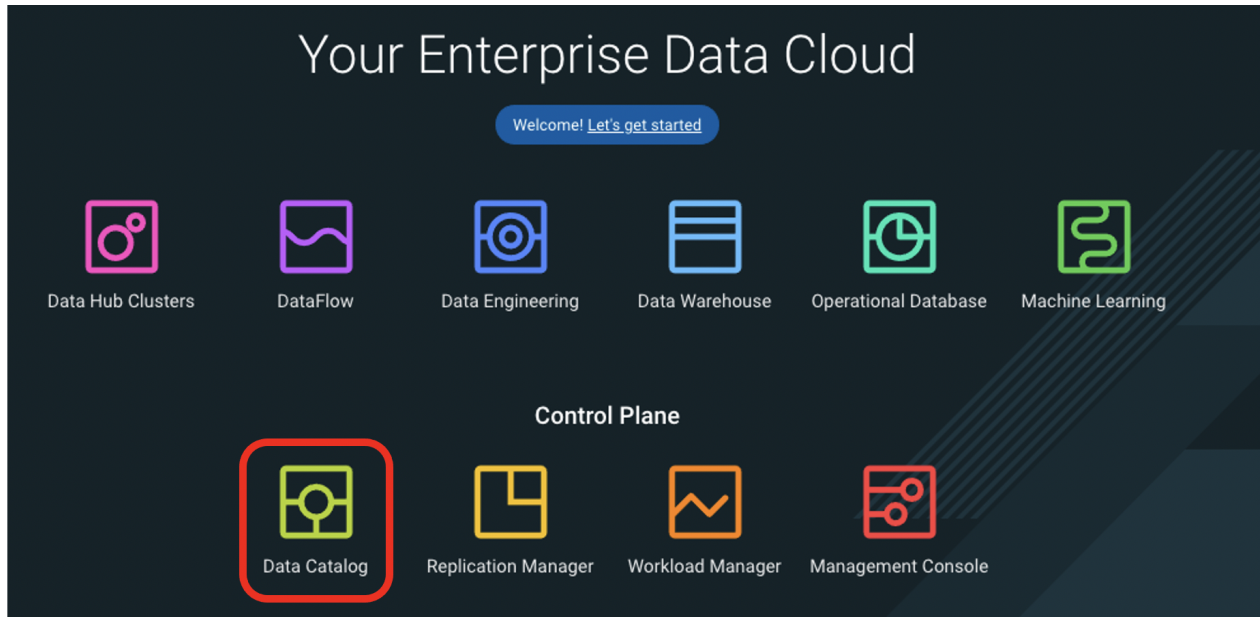 Your Enterprise Data Cloud
Welcome! Let's get started
Data Hub Clusters
DataFlow
Data Engineering
Data Warehouse
Operational Database
Machine Learning
Control Plane
Data Catalog
Replication Manager
Workload Manager
Management Console